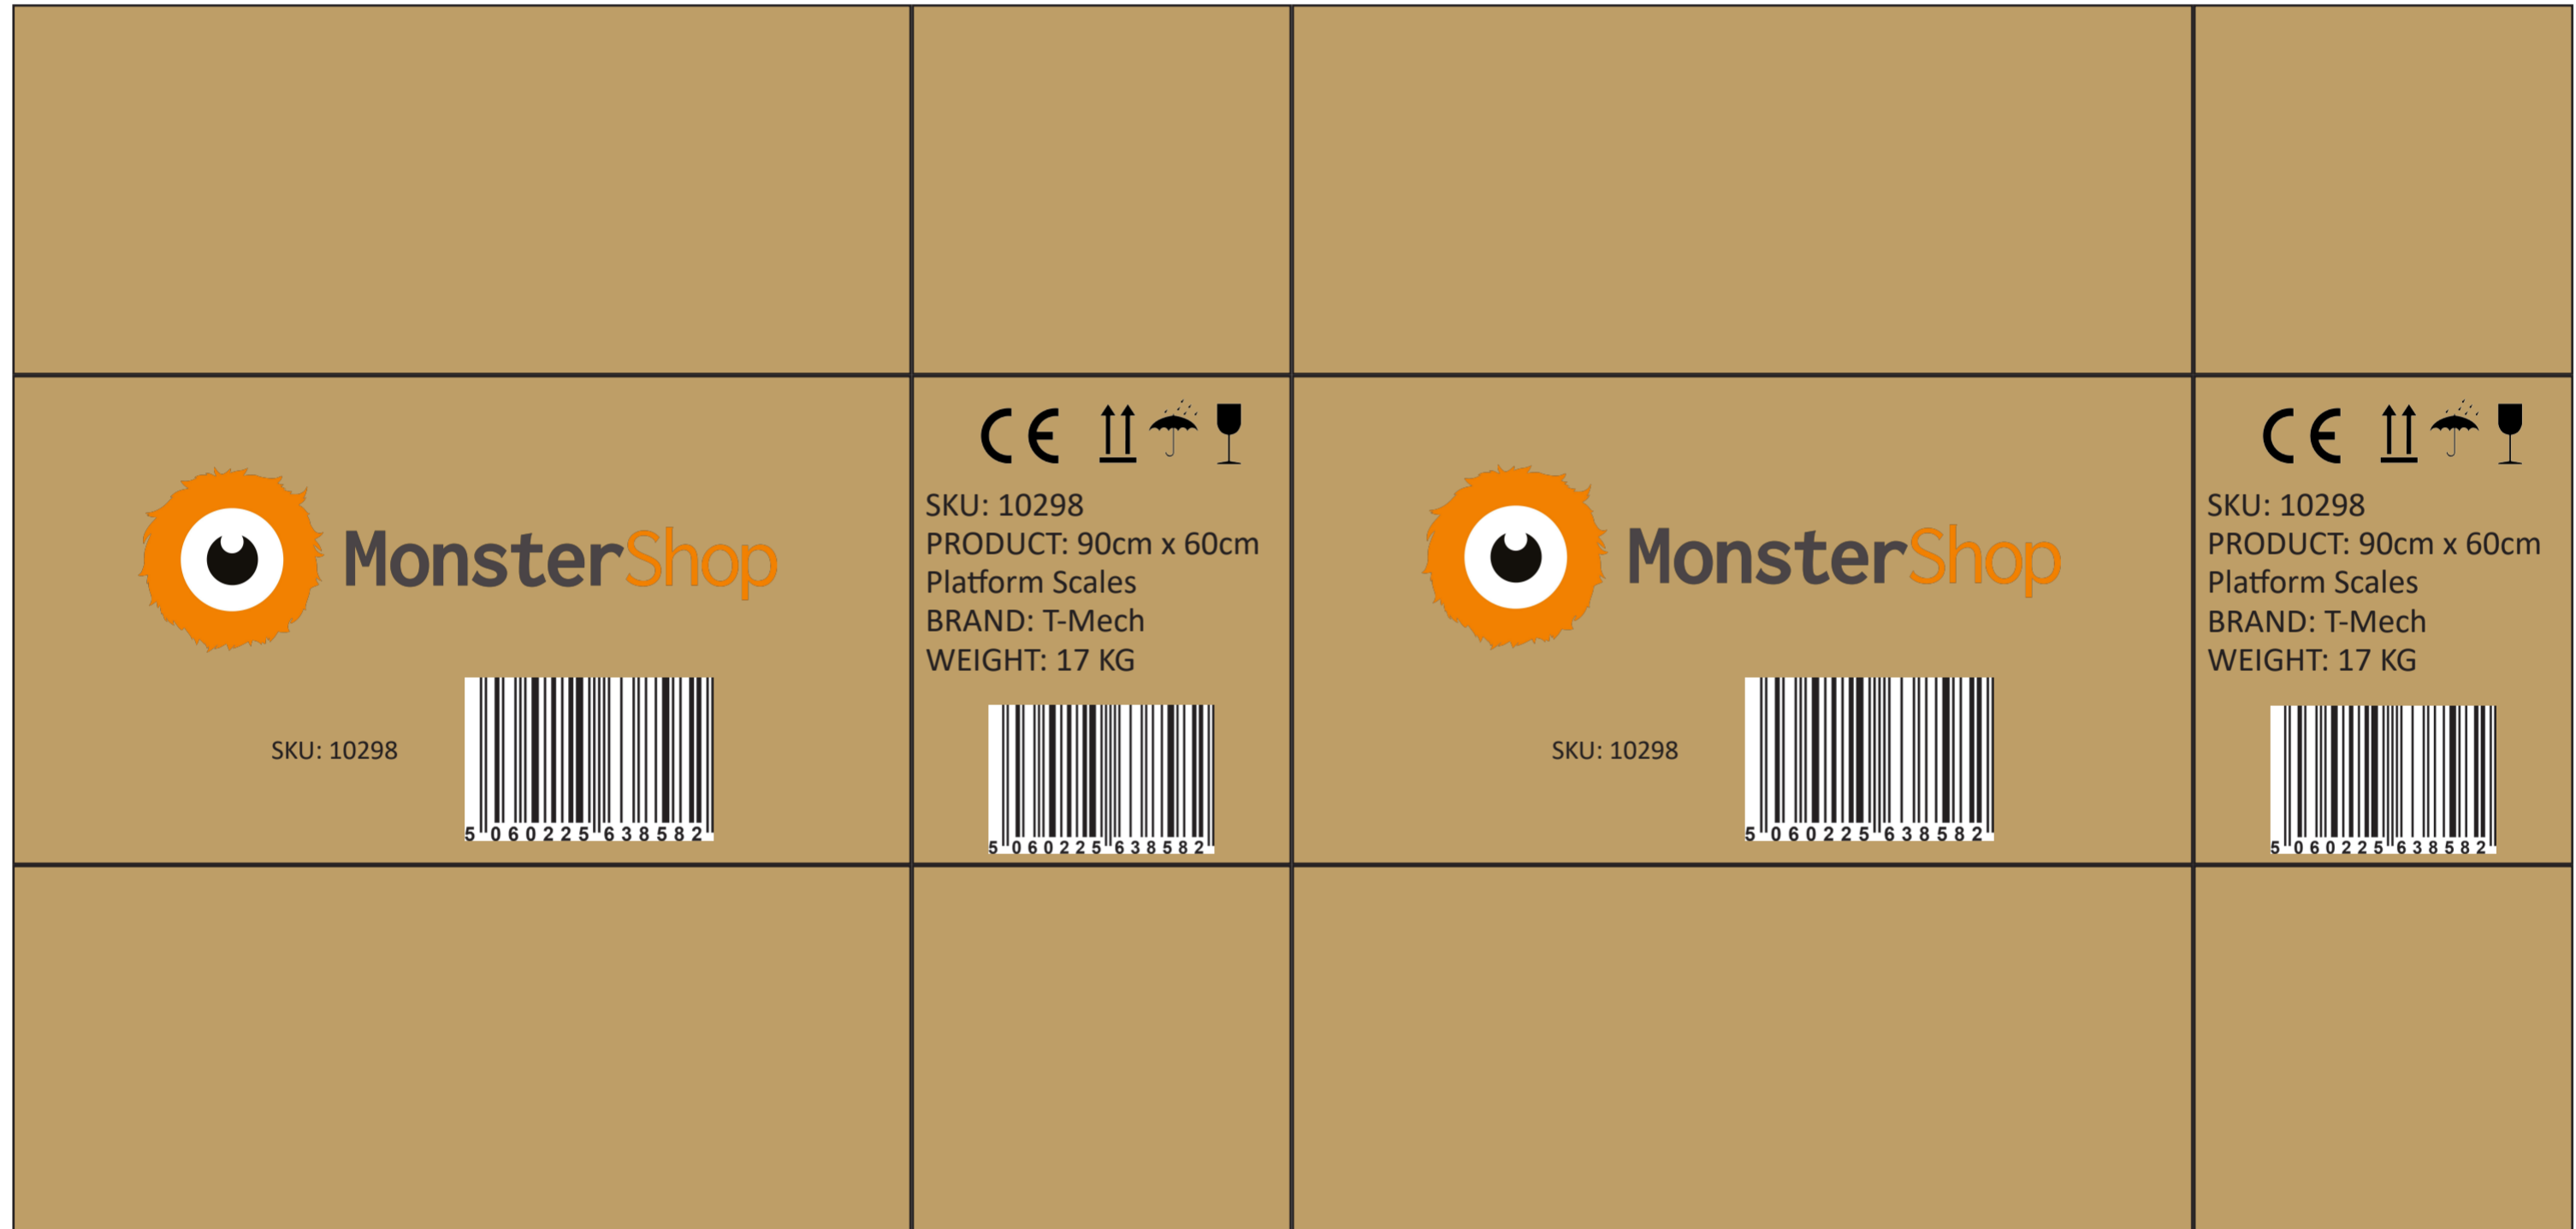 MonsterShop
SKU: 10298
5 060225 638582
CE
SKU: 10298
PRODUCT: 90cm x 60cm
Platform Scales
BRAND: T-Mech
WEIGHT: 17 KG
5 060225 638582
MonsterShop
SKU: 10298
5 060225 638582
CE
SKU: 10298
PRODUCT: 90cm x 60cm
Platform Scales
BRAND: T-Mech
WEIGHT: 17 KG
5 060225 638582